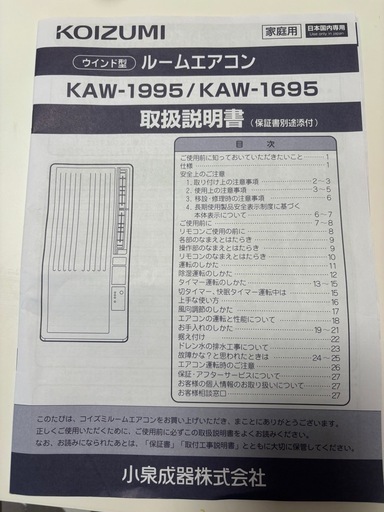 KOIZUMI
家庭用
日本国内専用
Use only in Japan
ウインド型 ルームエアコン
KAW-1995/KAW-1695
取扱説明書（保証書別途添付）
目 次
ご使用前に知っておいていただきたいこと 1
仕様 1
安全上のご注意
1. 取り付け上の注意事項 2～3
2. 使用上の注意事項 3～5
3. 移設・修理時の注意事項 6
4. 長期使用製品安全表示制度に基づく
本体表示について 6～7
ご使用前に 7～8
リモコンご使用の前に 8
各部のなまえとはたらき 9
操作部のなまえとはたらき 9
リモコンのなまえとはたらき 10
運転のしかた 11
除湿運転のしかた 12
タイマー運転のしかた 13～15
切タイマー、快眠タイマー運転中は 15
上手な使い方 16
風向調節のしかた 17
エアコンの運転と性能について 18
お手入れのしかた 19～21
据え付け 22
ドレン水の排水工事について 23
故障かな？と思われたときは 24～25
エアコン運転時のご注意 26
保証・アフターサービスについて 27
お客様の個人情報のお取り扱いについて 27
お客様相談窓口 27
このたびは、コイズミルームエアコンをお買い上げいただき、まことにありがとうございます。
正しくご使用いただくために、ご使用前に必ずこの取扱説明書をよくお読みください。
なお、お読みになられたあとは、「保証書」「取付工事説明書」とともに大切に保管してください。
小泉成器株式会社